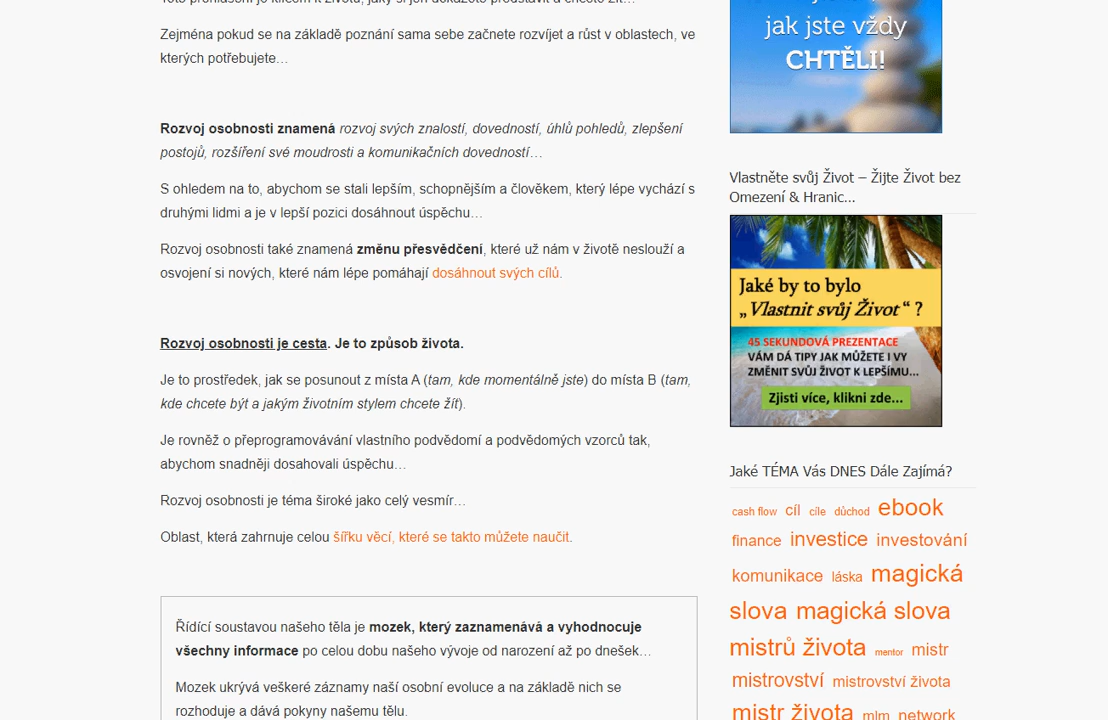 Toto prohlášení je klíčem k životu, jaký si jen dokážete představit a chcete žít…
Zejména pokud se na základě poznání sama sebe začnete rozvíjet a růst v oblastech, ve
kterých potřebujete…
Rozvoj osobnosti znamená rozvoj svých znalostí, dovedností, úhlů pohledů, zlepšení
postojů, rozšíření své moudrosti a komunikačních dovedností…
S ohledem na to, abychom se stali lepším, schopnějším a člověkem, který lépe vychází s
druhými lidmi a je v lepší pozici dosáhnout úspěchu…
Rozvoj osobnosti také znamená změnu přesvědčení, které už nám v životě neslouží a
osvojení si nových, které nám lépe pomáhají dosáhnout svých cílů.
Rozvoj osobnosti je cesta. Je to způsob života.
Je to prostředek, jak se posunout z místa A (tam, kde momentálně jste) do místa B (tam,
kde chcete být a jakým životním stylem chcete žít).
Je rovněž o přeprogramovávání vlastního podvědomí a podvědomých vzorců tak,
abychom snadněji dosahovali úspěchu…
Rozvoj osobnosti je téma široké jako celý vesmír…
Oblast, která zahrnuje celou šířku věcí, které se takto můžete naučit.
Řídící soustavou našeho těla je mozek, který zaznamenává a vyhodnocuje
všechny informace po celou dobu našeho vývoje od narození až po dnešek…
Mozek ukrývá veškeré záznamy naší osobní evoluce a na základě nich se
rozhoduje a dává pokyny našemu tělu.
jak jste vždy
CHTĚLI!
Vlastněte svůj Život – Žijte Život bez
Omezení & Hranic…
Jaké by to bylo
„Vlastnit svůj Život“ ?
45 SEKUNDOVÁ PREZENTACE
VÁM DÁ TIPY JAK MŮŽETE I VY
ZMĚNIT SVŮJ ŽIVOT K LEPŠÍMU...
Zjisti více, klikni zde...
Jaké TÉMA Vás DNES Dále Zajímá?
cash flow cíl cíle důchod ebook
finance investice investování
komunikace láska magická
slova magická slova
mistrů života mentor mistr
mistrovství mistrovství života
mistr života mlm network